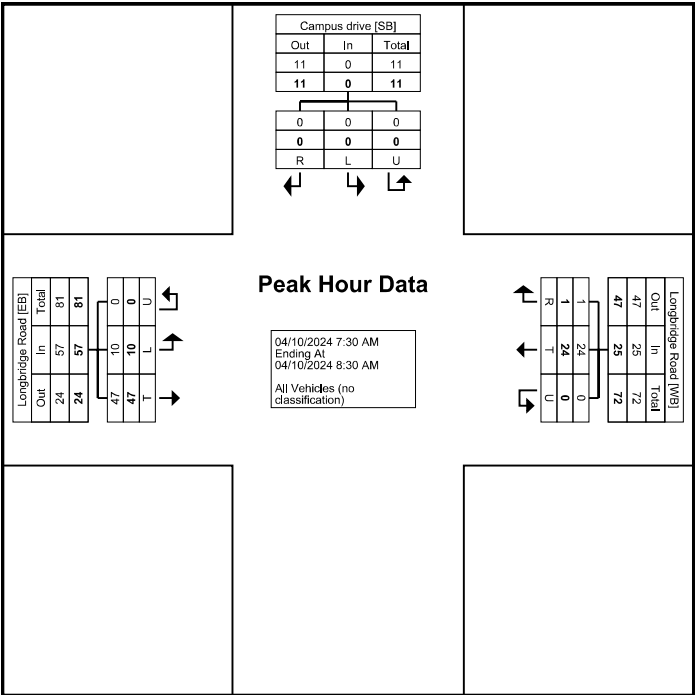 Campus drive [SB]
Out In Total
11 0 11
11 0 11
0 0 0
0 0 0
R L U
Peak Hour Data
04/10/2024 7:30 AM
Ending At
04/10/2024 8:30 AM
All Vehicles (no
classification)
Longbridge Road [EB]
Out In Total
24 57 81
24 57 81
47 10 0
47 10 0
T L U
Longbridge Road [WB]
Out In Total
47 25 72
47 25 72
1 24 0
1 24 0
R T U